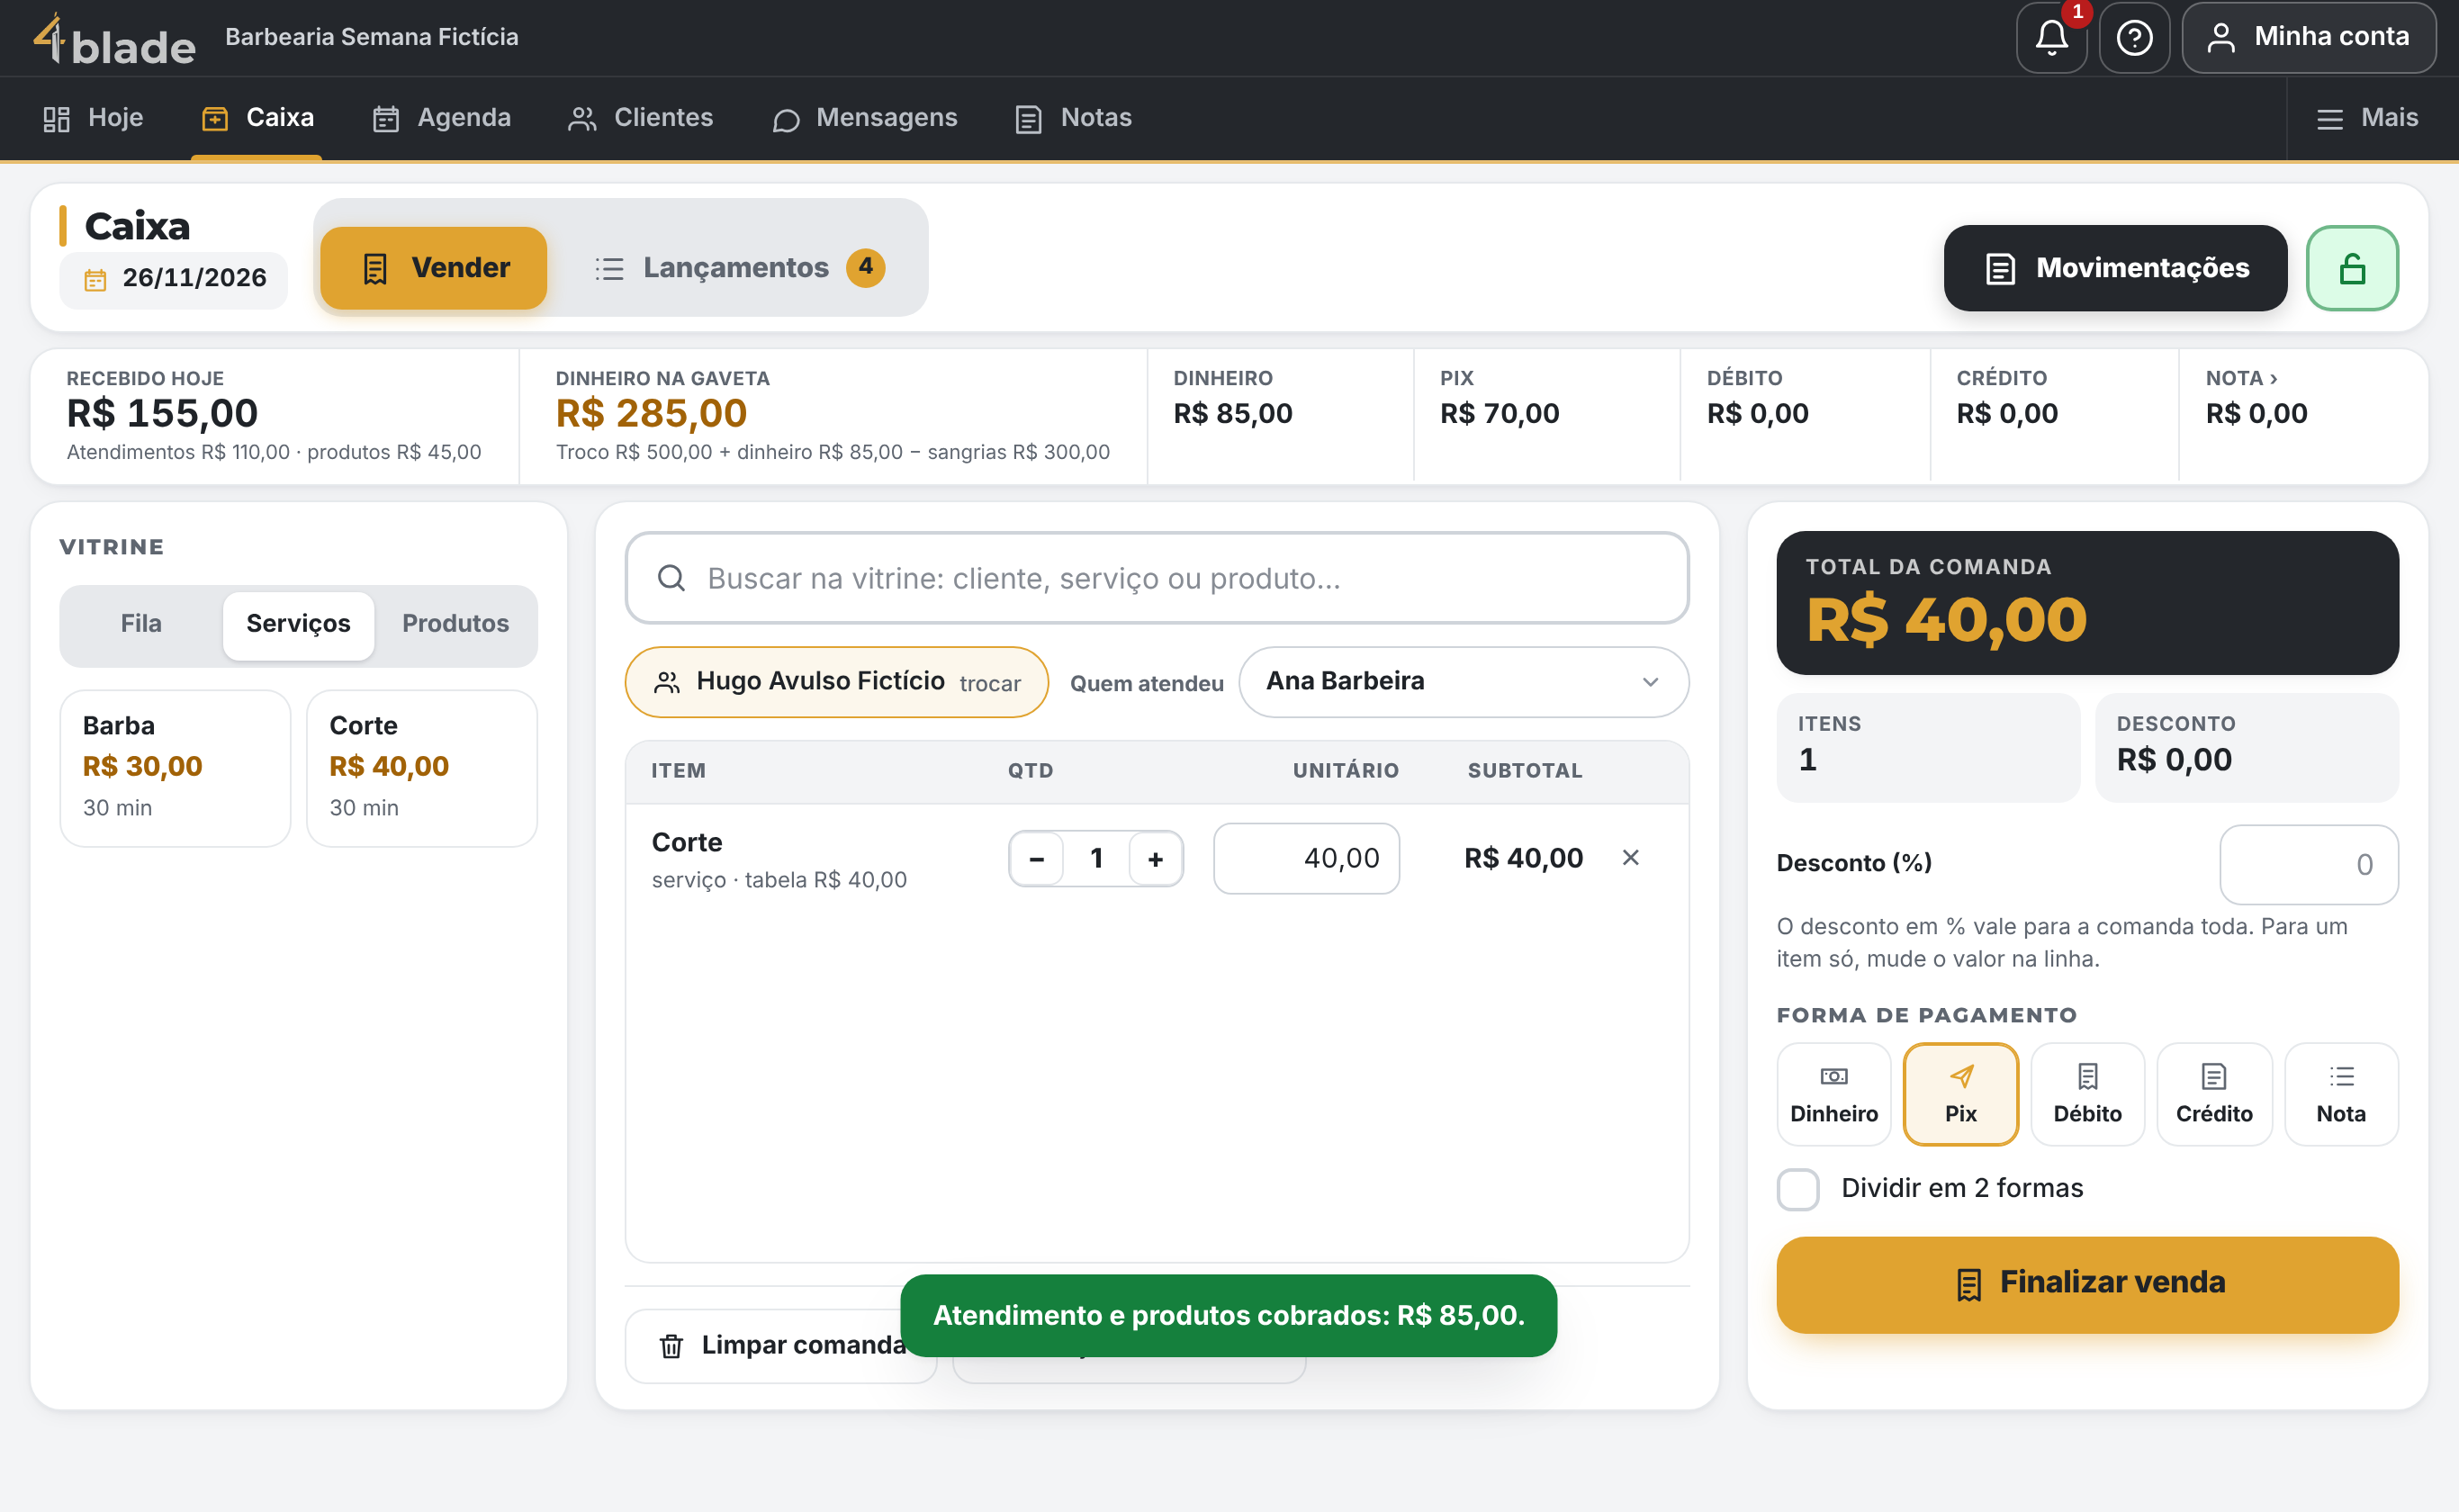 4blade
Barbearia Semana Fictícia
1
Minha conta
Hoje
Caixa
Agenda
Clientes
Mensagens
Notas
Mais
Caixa
26/11/2026
Vender
Lançamentos
4
Movimentações
RECEBIDO HOJE
R$ 155,00
Atendimentos R$ 110,00 · produtos R$ 45,00
DINHEIRO NA GAVETA
R$ 285,00
Troco R$ 500,00 + dinheiro R$ 85,00 − sangrias R$ 300,00
DINHEIRO
R$ 85,00
PIX
R$ 70,00
DÉBITO
R$ 0,00
CRÉDITO
R$ 0,00
NOTA ›
R$ 0,00
VITRINE
Fila
Serviços
Produtos
Barba
R$ 30,00
30 min
Corte
R$ 40,00
30 min
Buscar na vitrine: cliente, serviço ou produto...
Hugo Avulso Fictício trocar
Quem atendeu
Ana Barbeira
ITEM
QTD
UNITÁRIO
SUBTOTAL
Corte
serviço · tabela R$ 40,00
− 1 +
40,00
R$ 40,00
×
Limpar comanda
Atendimento e produtos cobrados: R$ 85,00.
TOTAL DA COMANDA
R$ 40,00
ITENS
1
DESCONTO
R$ 0,00
Desconto (%)
0
O desconto em % vale para a comanda toda. Para um
item só, mude o valor na linha.
FORMA DE PAGAMENTO
Dinheiro
Pix
Débito
Crédito
Nota
Dividir em 2 formas
Finalizar venda